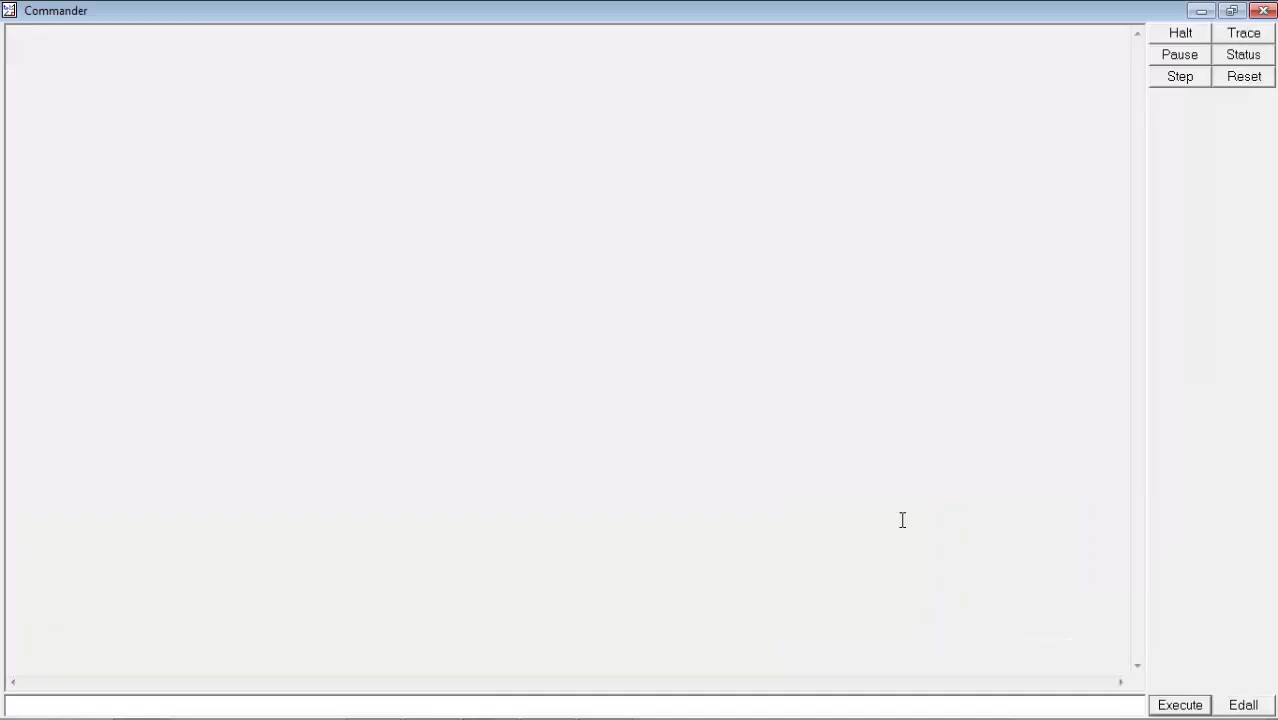 Commander
Halt Trace
Pause Status
Step Reset
Execute Edall